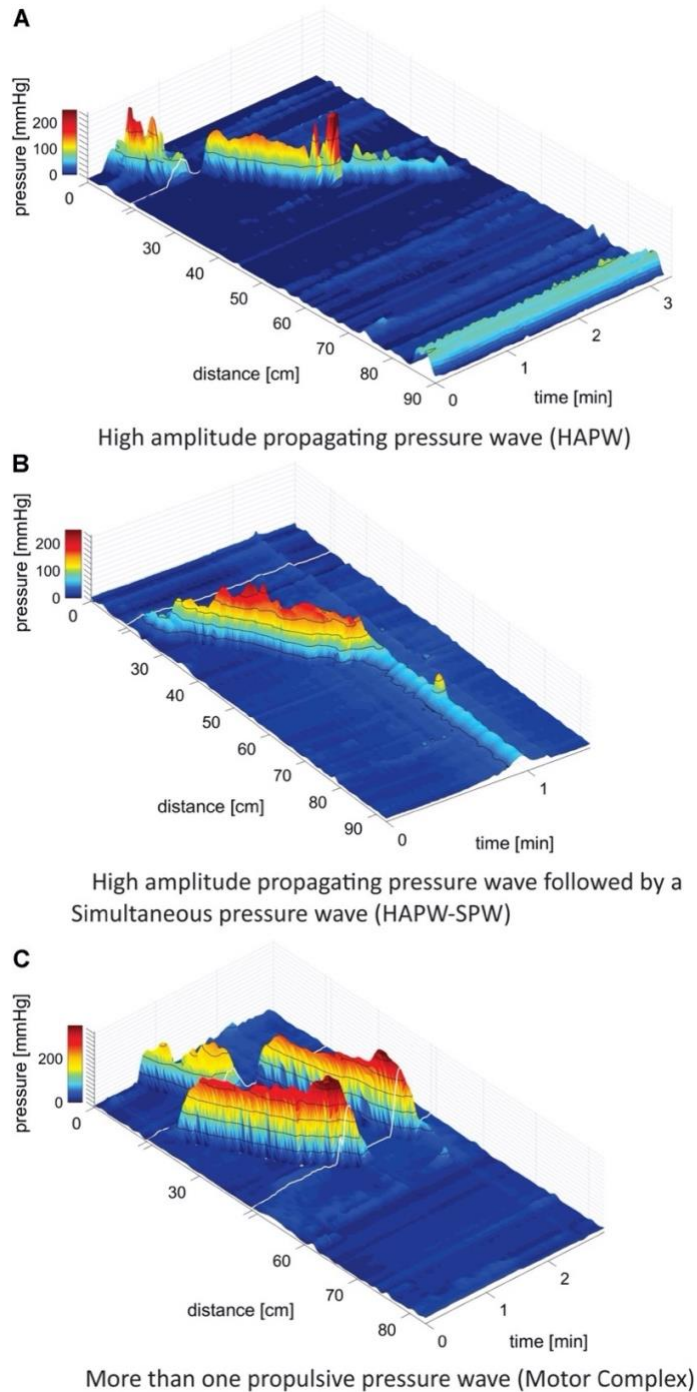 A
pressure [mmHg]
200
100
0
0
30
40
50
60
70
80
90
distance [cm]
0
1
2
3
time [min]
High amplitude propagating pressure wave (HAPW)
B
pressure [mmHg]
200
100
0
0
30
40
50
60
70
80
90
distance [cm]
0
1
time [min]
High amplitude propagating pressure wave followed by a
Simultaneous pressure wave (HAPW-SPW)
C
pressure [mmHg]
200
0
0
30
60
70
80
distance [cm]
0
1
2
time [min]
More than one propulsive pressure wave (Motor Complex)